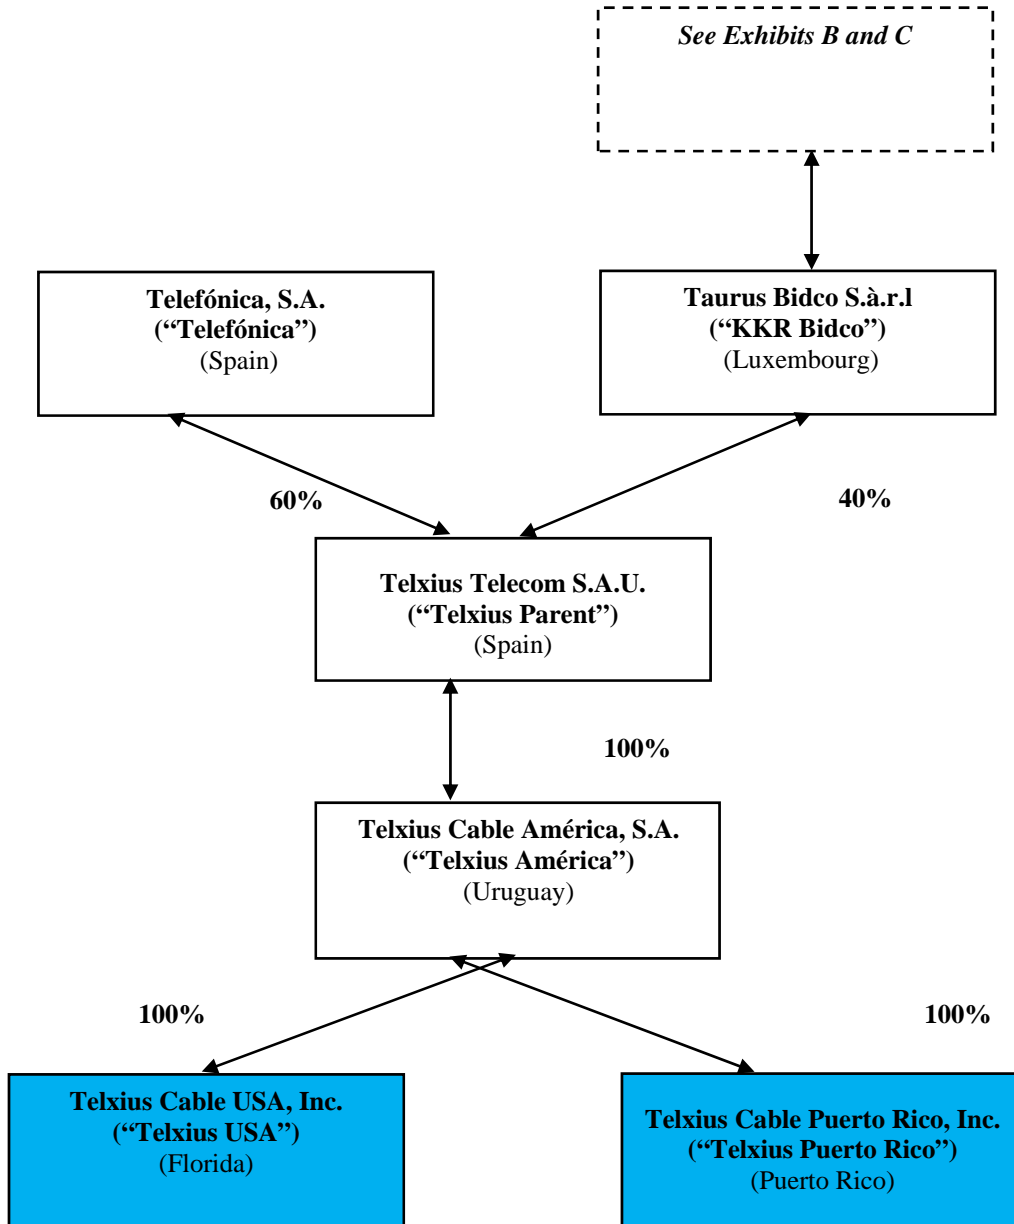 See Exhibits B and C
Telefónica, S.A.
(“Telefónica”)
(Spain)
Taurus Bidco S.à.r.l
(“KKR Bidco”)
(Luxembourg)
60%
40%
Telxius Telecom S.A.U.
(“Telxius Parent”)
(Spain)
100%
Telxius Cable América, S.A.
(“Telxius América”)
(Uruguay)
100%
100%
Telxius Cable USA, Inc.
(“Telxius USA”)
(Florida)
Telxius Cable Puerto Rico, Inc.
(“Telxius Puerto Rico”)
(Puerto Rico)